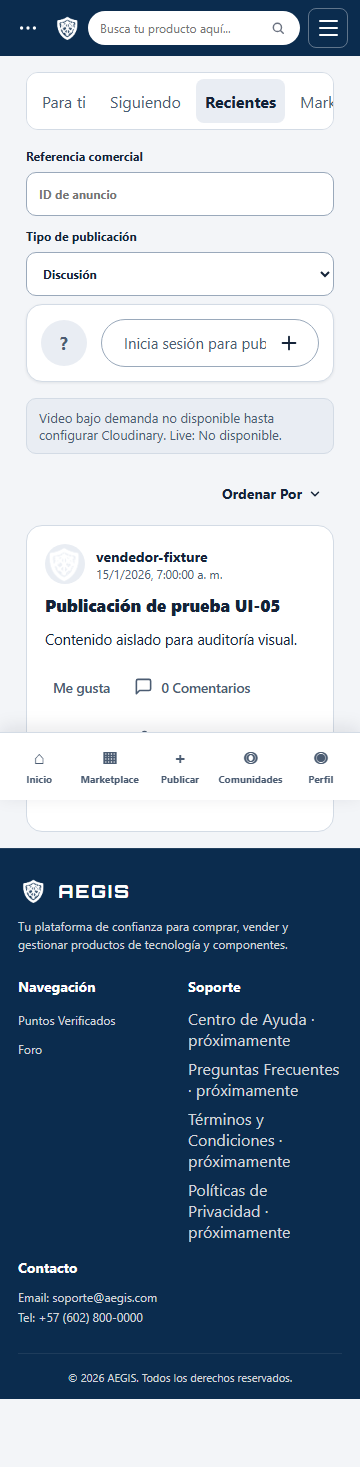 Busca tu producto aquí...
Para ti Siguiendo Recientes Mark
Referencia comercial
ID de anuncio
Tipo de publicación
Discusión
? Inicia sesión para pub
Video bajo demanda no disponible hasta
configurar Cloudinary. Live: No disponible.
Ordenar Por
vendedor-fixture
15/1/2026, 7:00:00 a. m.
Publicación de prueba UI-05
Contenido aislado para auditoría visual.
Me gusta 0 Comentarios
Inicio Marketplace Publicar Comunidades Perfil
AEGIS
Tu plataforma de confianza para comprar, vender y
gestionar productos de tecnología y componentes.
Navegación
Puntos Verificados
Foro
Soporte
Centro de Ayuda ·
próximamente
Preguntas Frecuentes
· próximamente
Términos y
Condiciones ·
próximamente
Políticas de
Privacidad ·
próximamente
Contacto
Email: soporte@aegis.com
Tel: +57 (602) 800-0000
© 2026 AEGIS. Todos los derechos reservados.